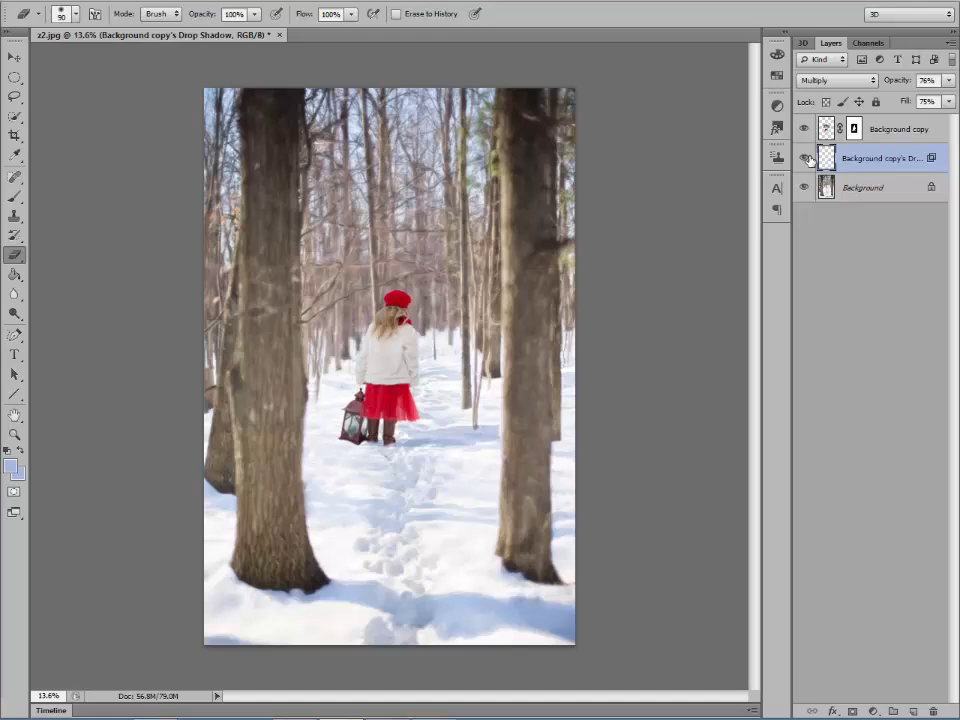 90 Mode: Brush Opacity: 100% Flow: 100% Erase to History 3D
z2.jpg @ 13.6% (Background copy's Drop Shadow, RGB/8) * ×
3D Layers Channels
Kind T
Multiply Opacity: 76%
Lock: Fill: 75%
Background copy
Background copy's Dr...
Background
A
T
13.6% Doc: 56.8M/79.0M
Timeline
fx